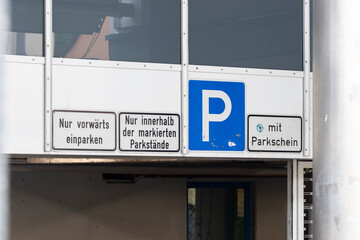 Nur vorwärts
einparken
Nur innerhalb
der markierten
Parkstände
P
mit
Parkschein